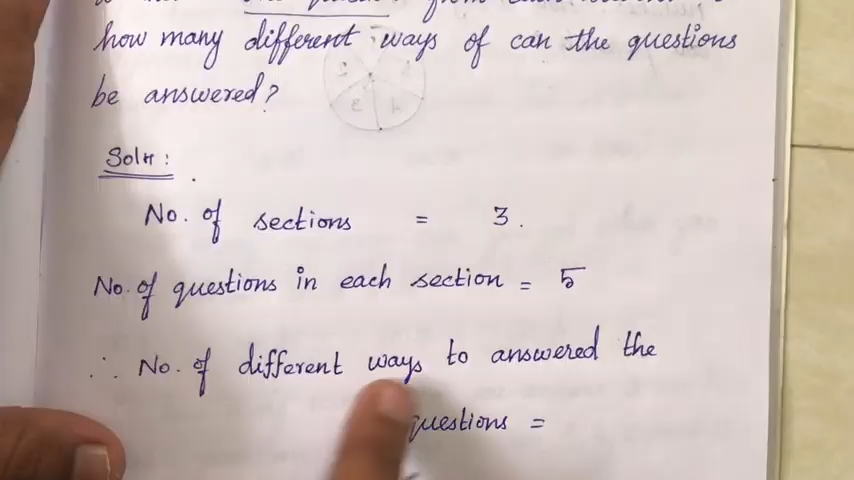 how many different ways of can the questions
be answered?
Soln:
No. of sections = 3.
No. of questions in each section = 5
∴ No. of different ways to answered the
questions =